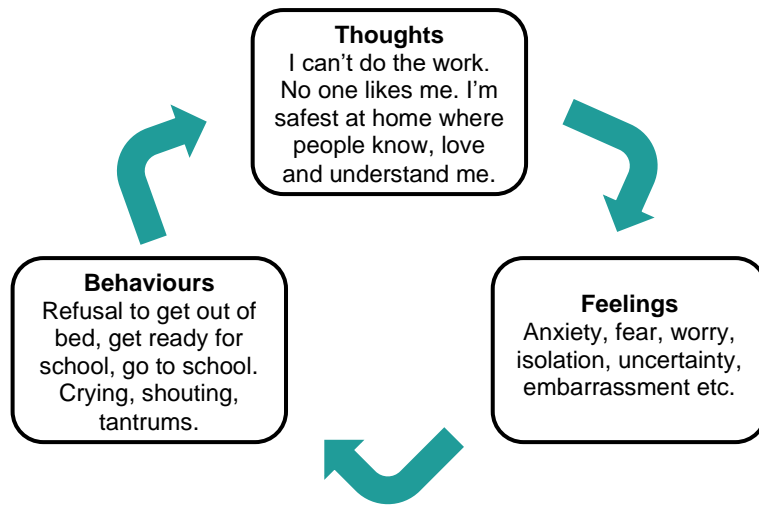 Thoughts
I can't do the work.
No one likes me. I'm
safest at home where
people know, love
and understand me.
Behaviours
Refusal to get out of
bed, get ready for
school, go to school.
Crying, shouting,
tantrums.
Feelings
Anxiety, fear, worry,
isolation, uncertainty,
embarrassment etc.